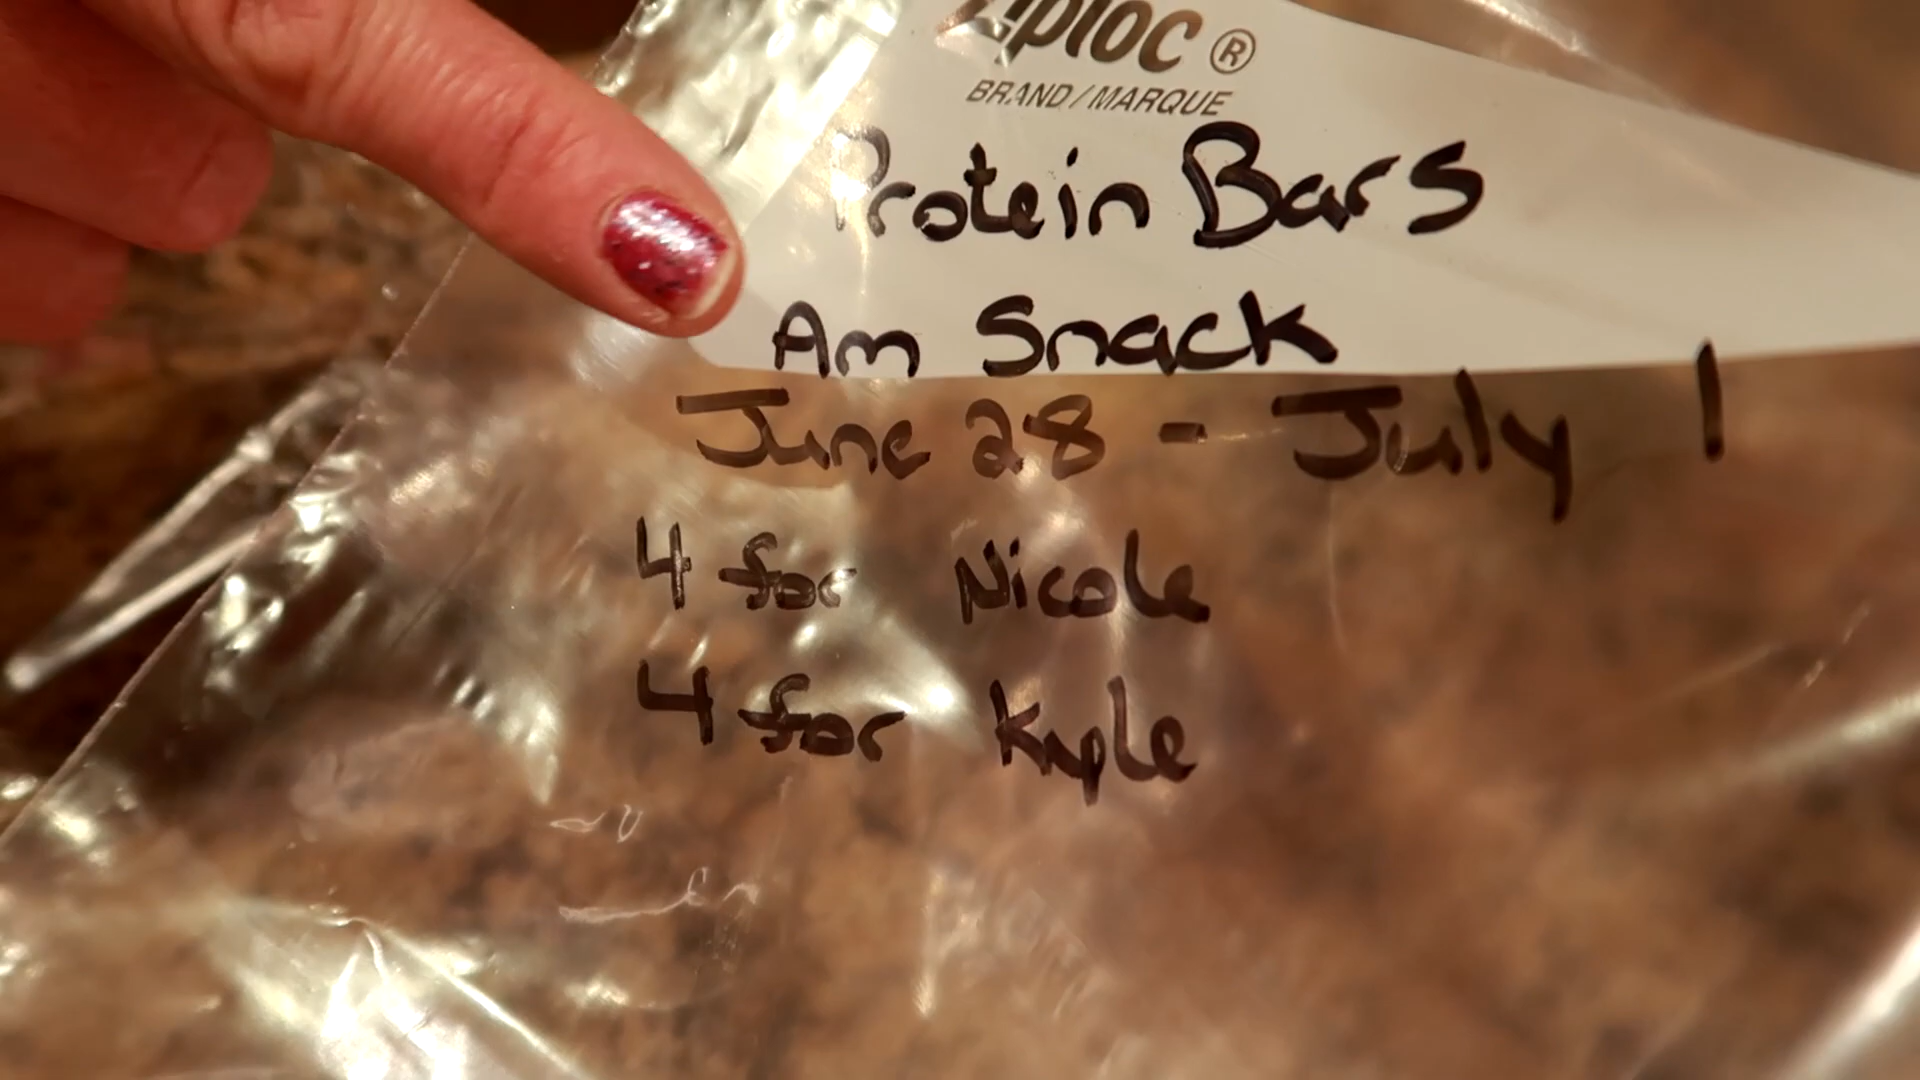 Ziploc®
BRAND/MARQUE
Protein Bars
Am Snack
June 28 - July 1
4 for Nicole
4 for Kyle